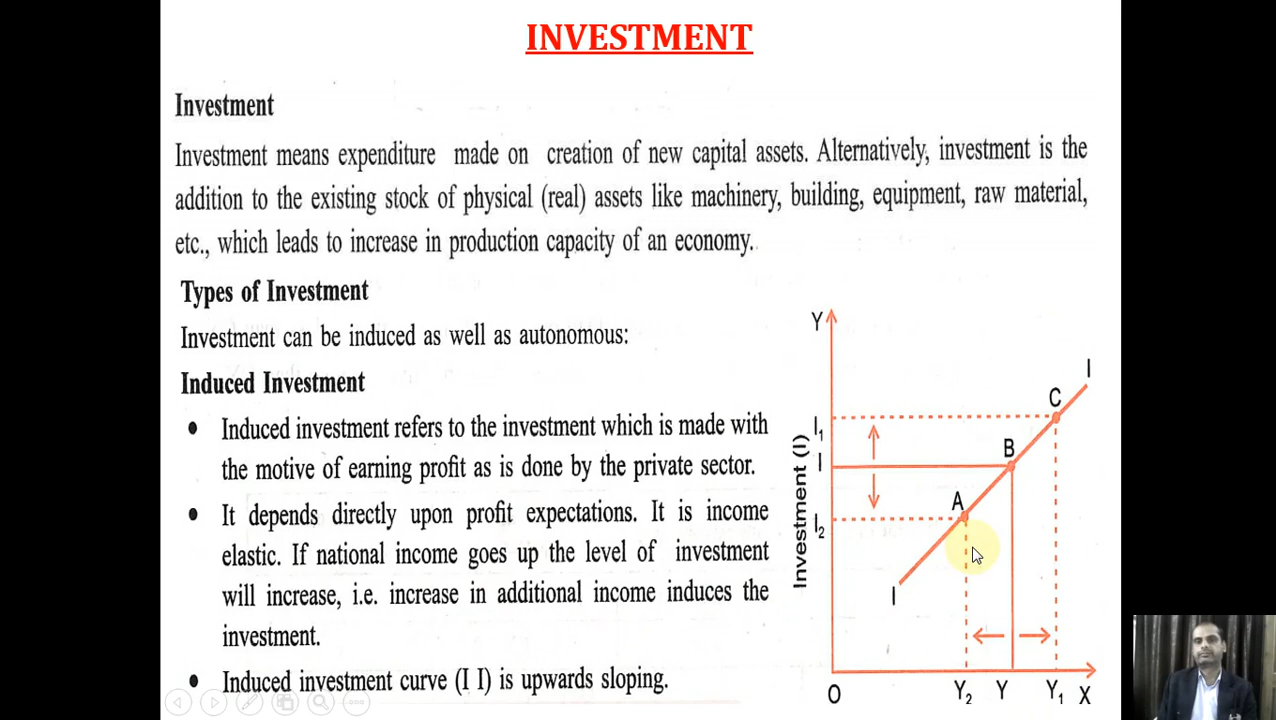 INVESTMENT
Investment
Investment means expenditure made on creation of new capital assets. Alternatively, investment is the
addition to the existing stock of physical (real) assets like machinery, building, equipment, raw material,
etc., which leads to increase in production capacity of an economy.
Types of Investment
Investment can be induced as well as autonomous:
Induced Investment
• Induced investment refers to the investment which is made with
the motive of earning profit as is done by the private sector.
• It depends directly upon profit expectations. It is income
elastic. If national income goes up the level of investment
will increase, i.e. increase in additional income induces the
investment.
• Induced investment curve (I I) is upwards sloping.
Y
I
C
I₁
B
I
A
I₂
I
Investment (I)
O Y₂ Y Y₁ X